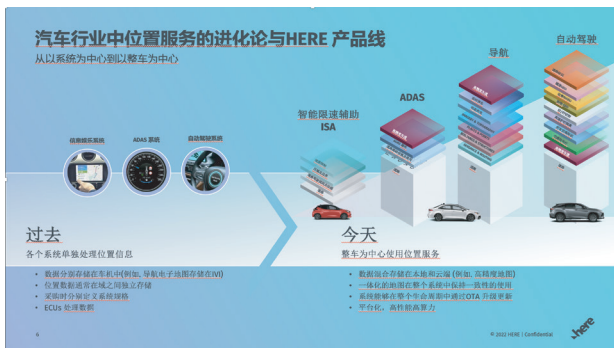 汽车行业中位置服务的进化论与HERE 产品线
从以系统为中心到以整车为中心
自动驾驶
导航
ADAS
智能限速辅助
ISA
信息娱乐系统
ADAS 系统
自动驾驶系统
过去
各个系统单独处理位置信息
• 数据分别存储在车机中(例如, 导航电子地图存储在IVI)
• 位置数据通常在域之间独立存储
• 采购时分别定义系统规格
• ECUs 处理数据
今天
整车为中心使用位置服务
• 数据混合存储在本地和云端 (例如, 高精度地图)
• 一体化的地图在整个系统中保持一致性的使用
• 系统能够在整个生命周期中通过OTA 升级更新
• 平台化，高性能高算力
6
© 2022 HERE | Confidential
here